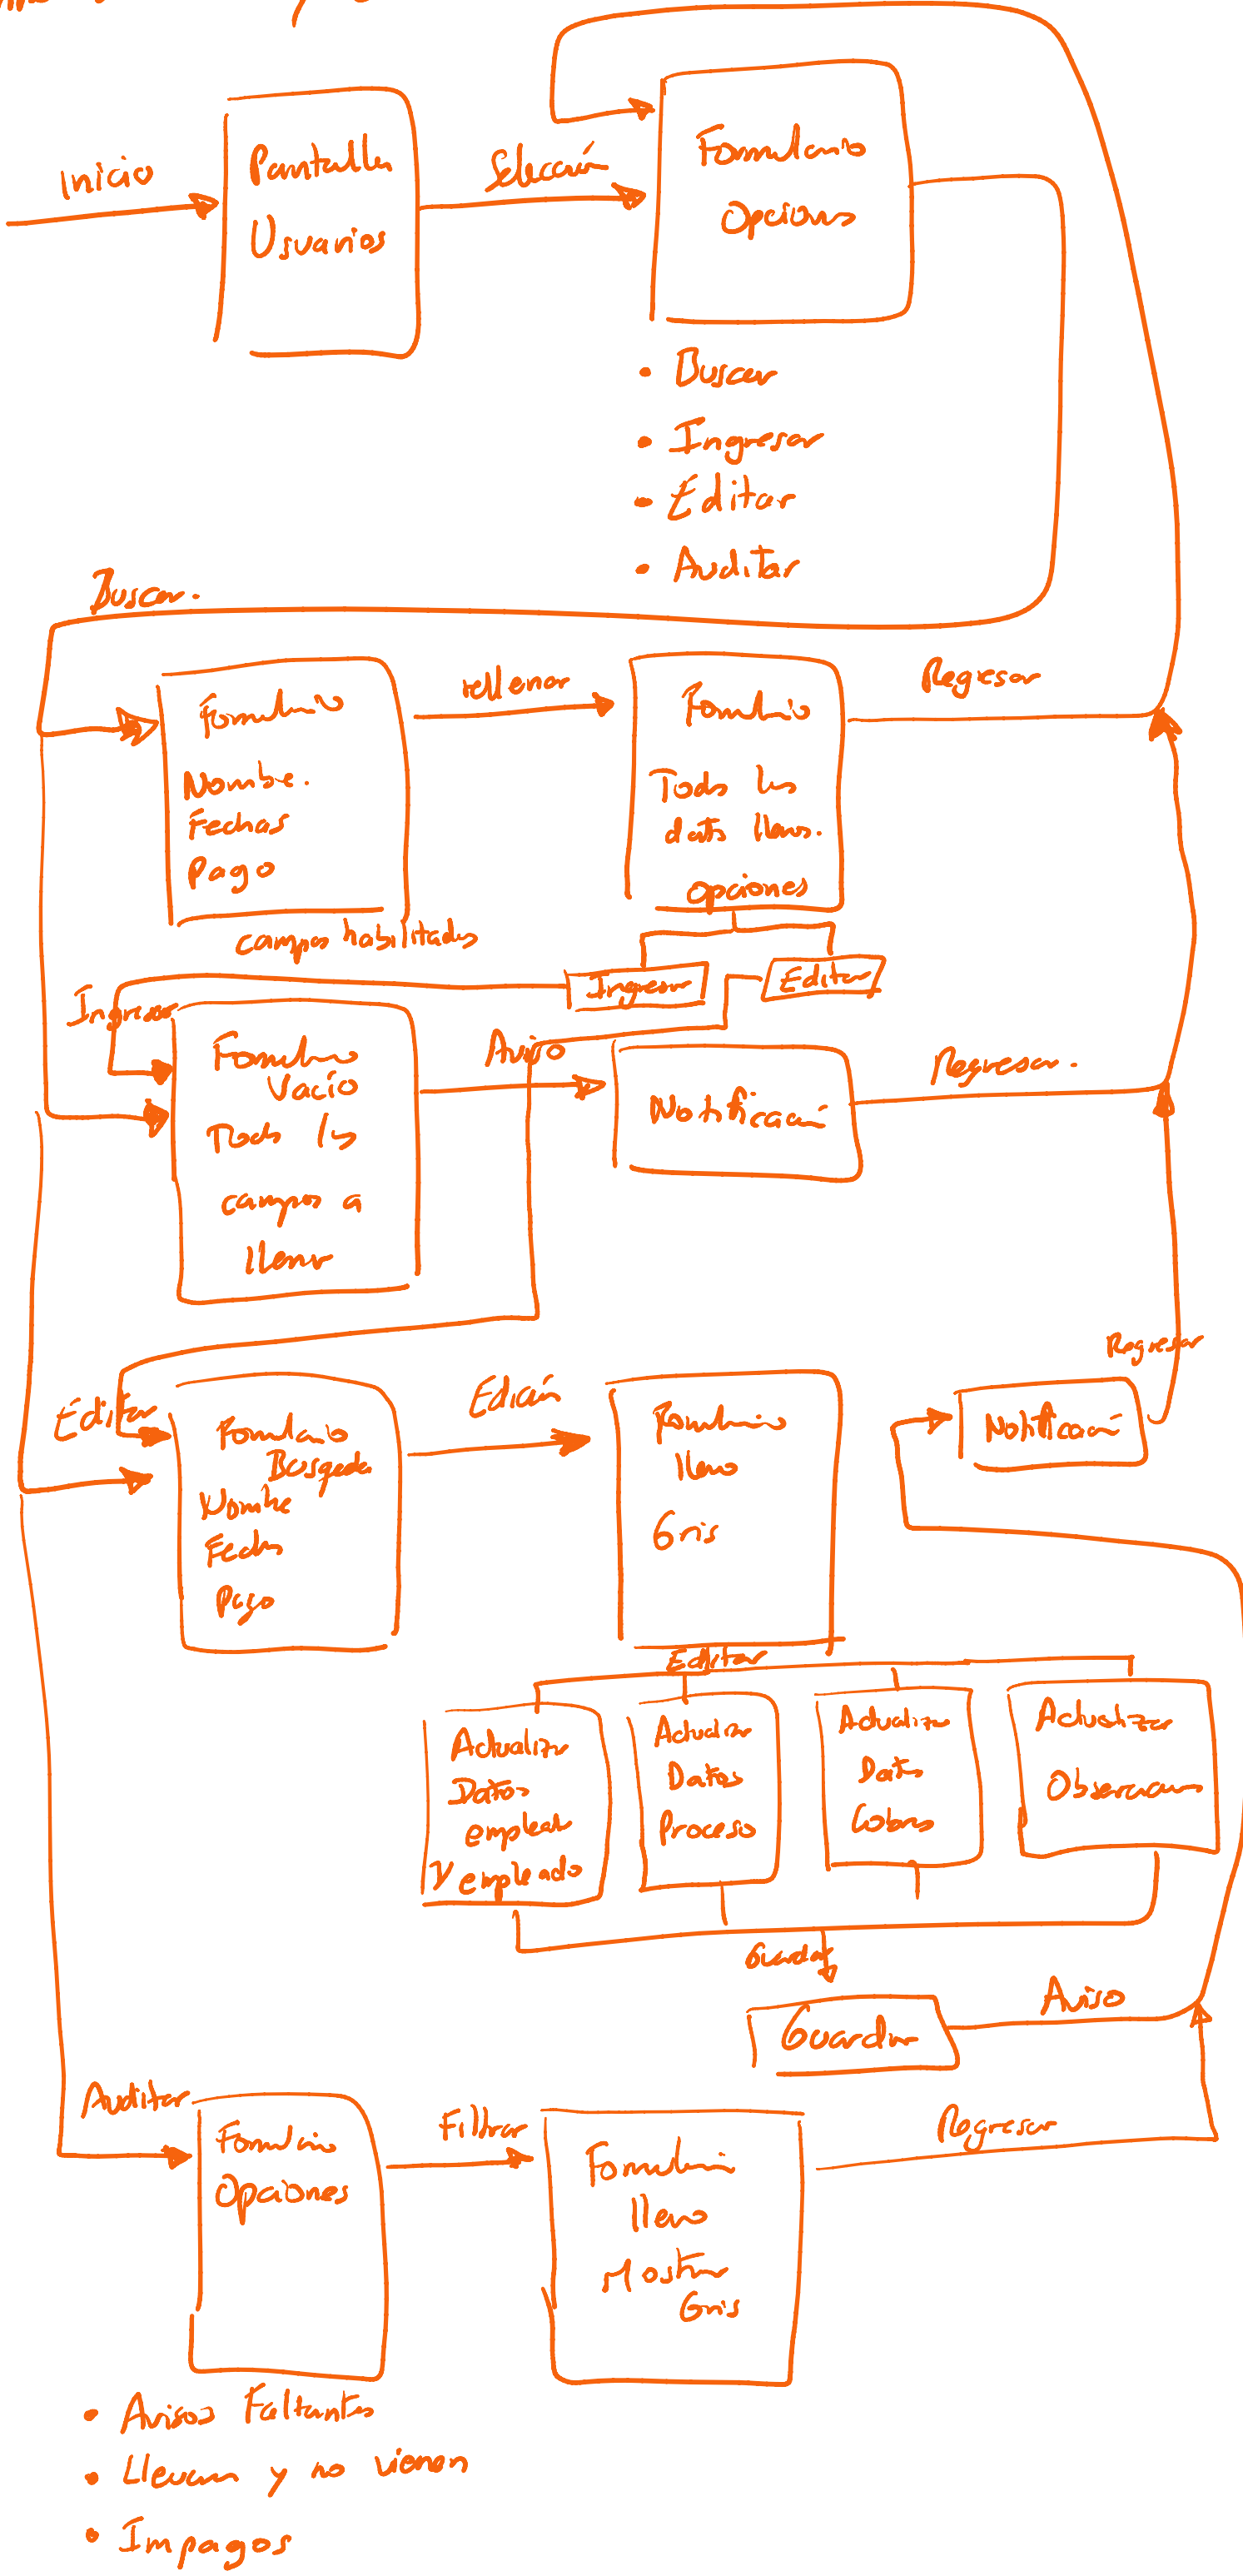 Inicio
Pantalla
Usuarios
Selección
Formulario
Opciones
• Buscar
• Ingresar
• Editar
• Auditar
Buscar.
Formulario
Nombre.
Fechas
Pago
campos habilitados
rellenar
Formulario
Todos los
datos llenos.
opciones
Regresar
Ingresar
Editar
Ingresar
Formulario
Vacío
Todos los
campos a
llenar
Aviso
Notificación
Regresar.
Editar
Formulario
Búsqueda
Nombre
Fechas
Pago
Edición
Formulario
lleno
Gris
Notificación
Regresar
Editar
Actualizar
Datos
empleado
y empleado
Actualizar
Datos
Proceso
Actualizar
Datos
Cobros
Actualizar
Observaciones
Guardar
Guardar
Aviso
Auditar
Formulario
Opciones
Filtrar
Formulario
lleno
Mostrar
Gris
Regresar
• Avisos Faltantes
• Llevan y no vienen
• Impagos